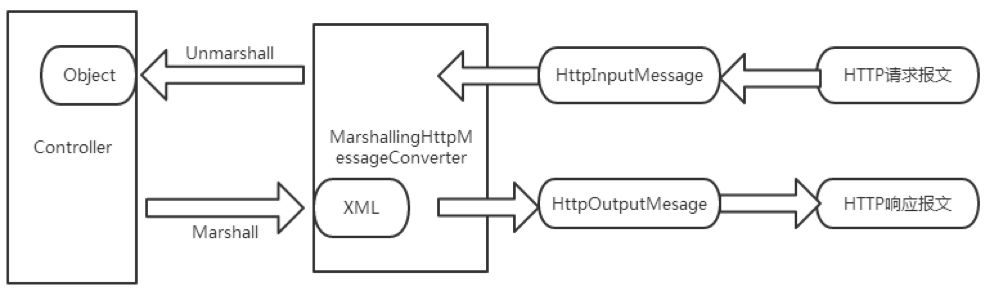 Unmarshall
Object
HttpInputMessage
HTTP请求报文
Controller
MarshallingHttpM
essageConverter
XML
HttpOutputMesage
HTTP响应报文
Marshall